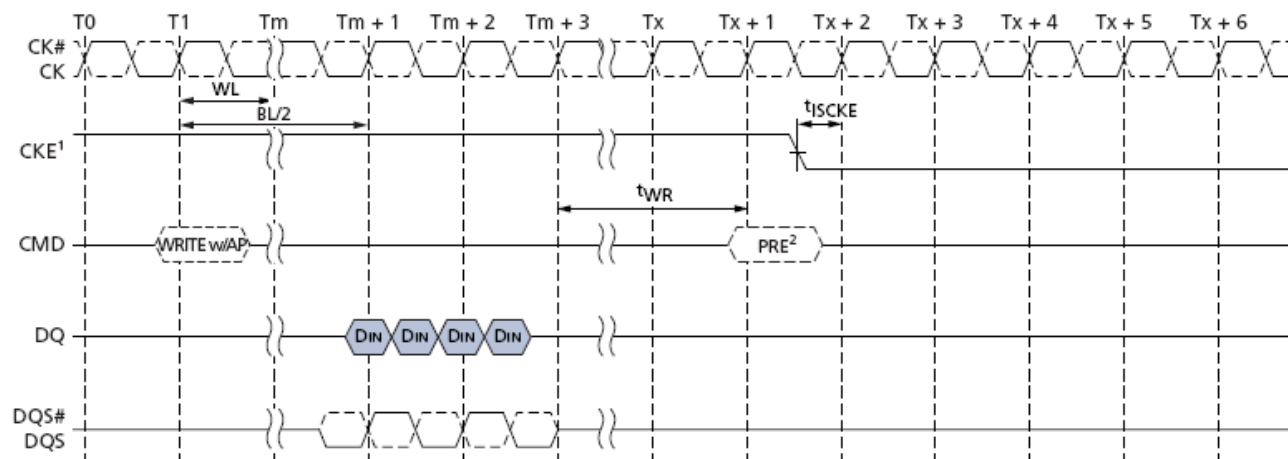 T0 T1 Tm Tm + 1 Tm + 2 Tm + 3 Tx Tx + 1 Tx + 2 Tx + 3 Tx + 4 Tx + 5 Tx + 6
CK#
CK
WL
BL/2
tISCKE
CKE1
tWR
CMD WRITE w/AP PRE2
DQ DIN DIN DIN DIN
DQS#
DQS